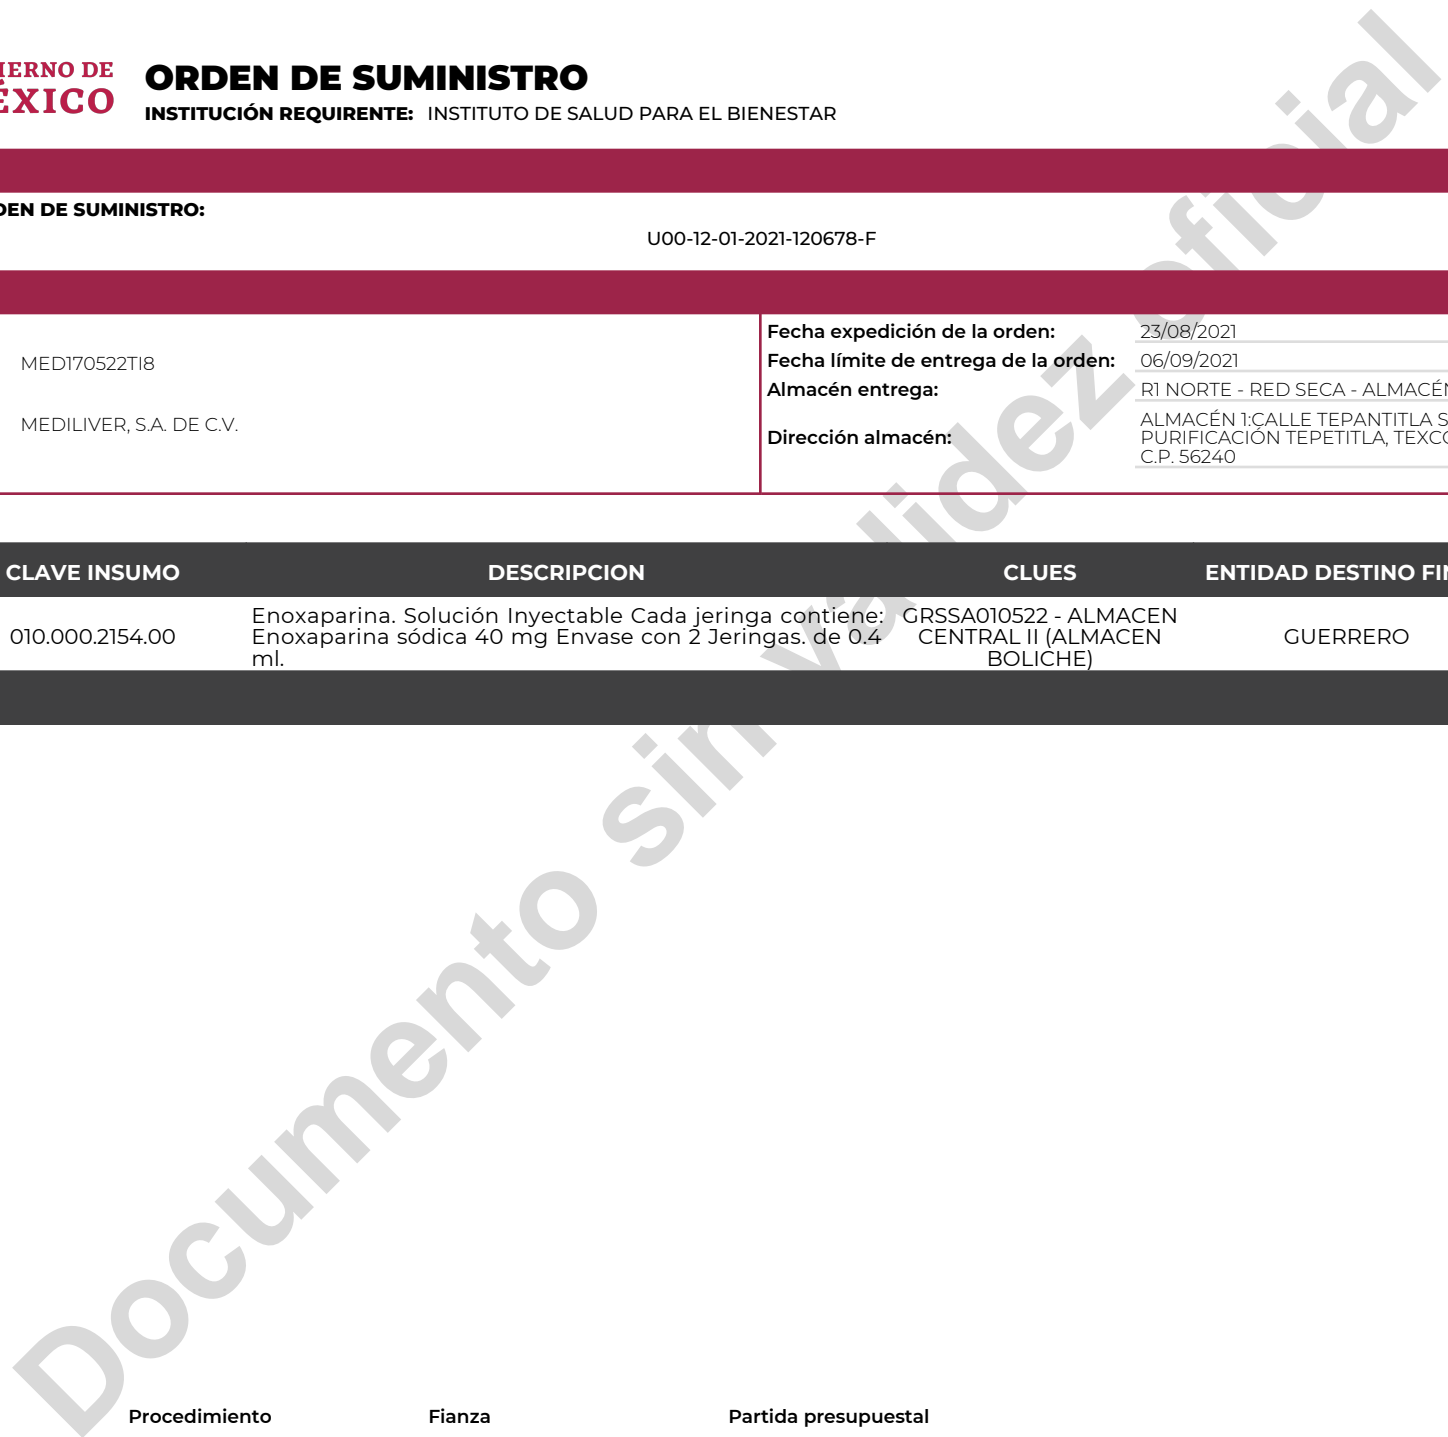 IERNO DE
ÉXICO
ORDEN DE SUMINISTRO
INSTITUCIÓN REQUIRENTE: INSTITUTO DE SALUD PARA EL BIENESTAR
DEN DE SUMINISTRO:
U00-12-01-2021-120678-F
MED170522TI8
MEDILIVER, S.A. DE C.V.
Fecha expedición de la orden: 23/08/2021
Fecha límite de entrega de la orden: 06/09/2021
Almacén entrega: R1 NORTE - RED SECA - ALMACÉN
Dirección almacén: ALMACÉN 1:CALLE TEPANTITLA S
PURIFICACIÓN TEPETITLA, TEXCO
C.P. 56240
CLAVE INSUMO DESCRIPCION CLUES ENTIDAD DESTINO FIN
010.000.2154.00
Enoxaparina. Solución Inyectable Cada jeringa contiene:
Enoxaparina sódica 40 mg Envase con 2 Jeringas. de 0.4
ml.
GRSSA010522 - ALMACEN
CENTRAL II (ALMACEN
BOLICHE)
GUERRERO
Documento sin validez oficial
Procedimiento Fianza Partida presupuestal